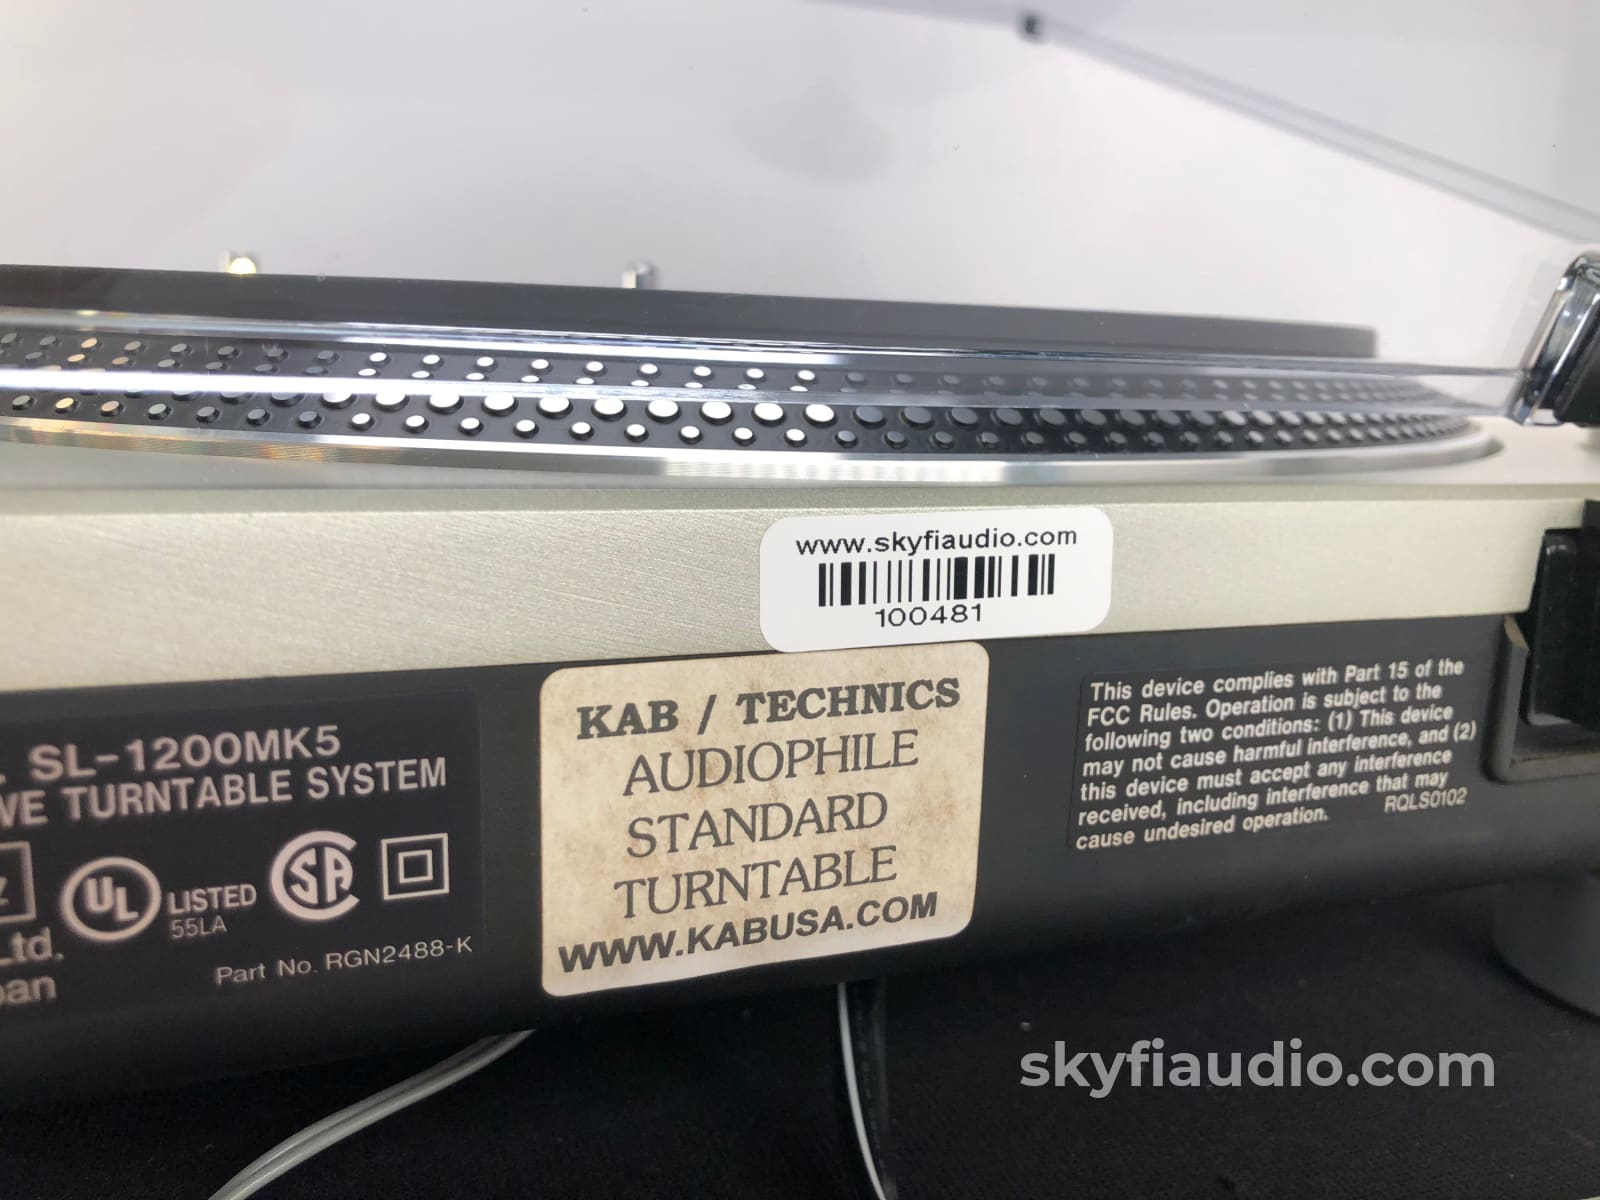 www.skyfiaudio.com
100481
SL-1200MK5
TURNTABLE SYSTEM
UL LISTED
55LA
SA
Ltd.
Part No. RGN2488-K
KAB / TECHNICS
AUDIOPHILE
STANDARD
TURNTABLE
WWW.KABUSA.COM
This device complies with Part 15 of the
FCC Rules. Operation is subject to the
following two conditions: (1) This device
may not cause harmful interference, and (2)
this device must accept any interference
received, including interference that may
cause undesired operation.
RQLS0102
skyfiaudio.com